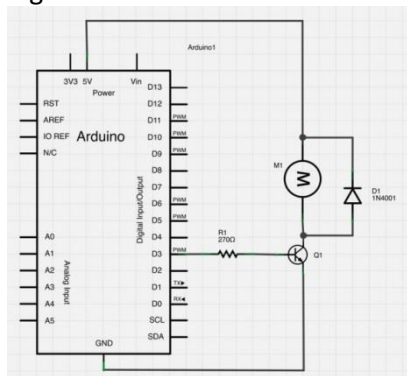 Arduino1
3V3 5V Vin
Power
D13
RST
D12
AREF
D11 PWM
IO REF
Arduino
D10 PWM
N/C
D9 PWM
D8
M1
M
D1
1N4001
D7
Digital Input/Output
D6 PWM
D5 PWM
A0
D4
R1
270Ω
A1
D3 PWM
Q1
Analog Input
A2
D2
A3
D1 TX▸
A4
D0 RX◂
A5
SCL
SDA
GND